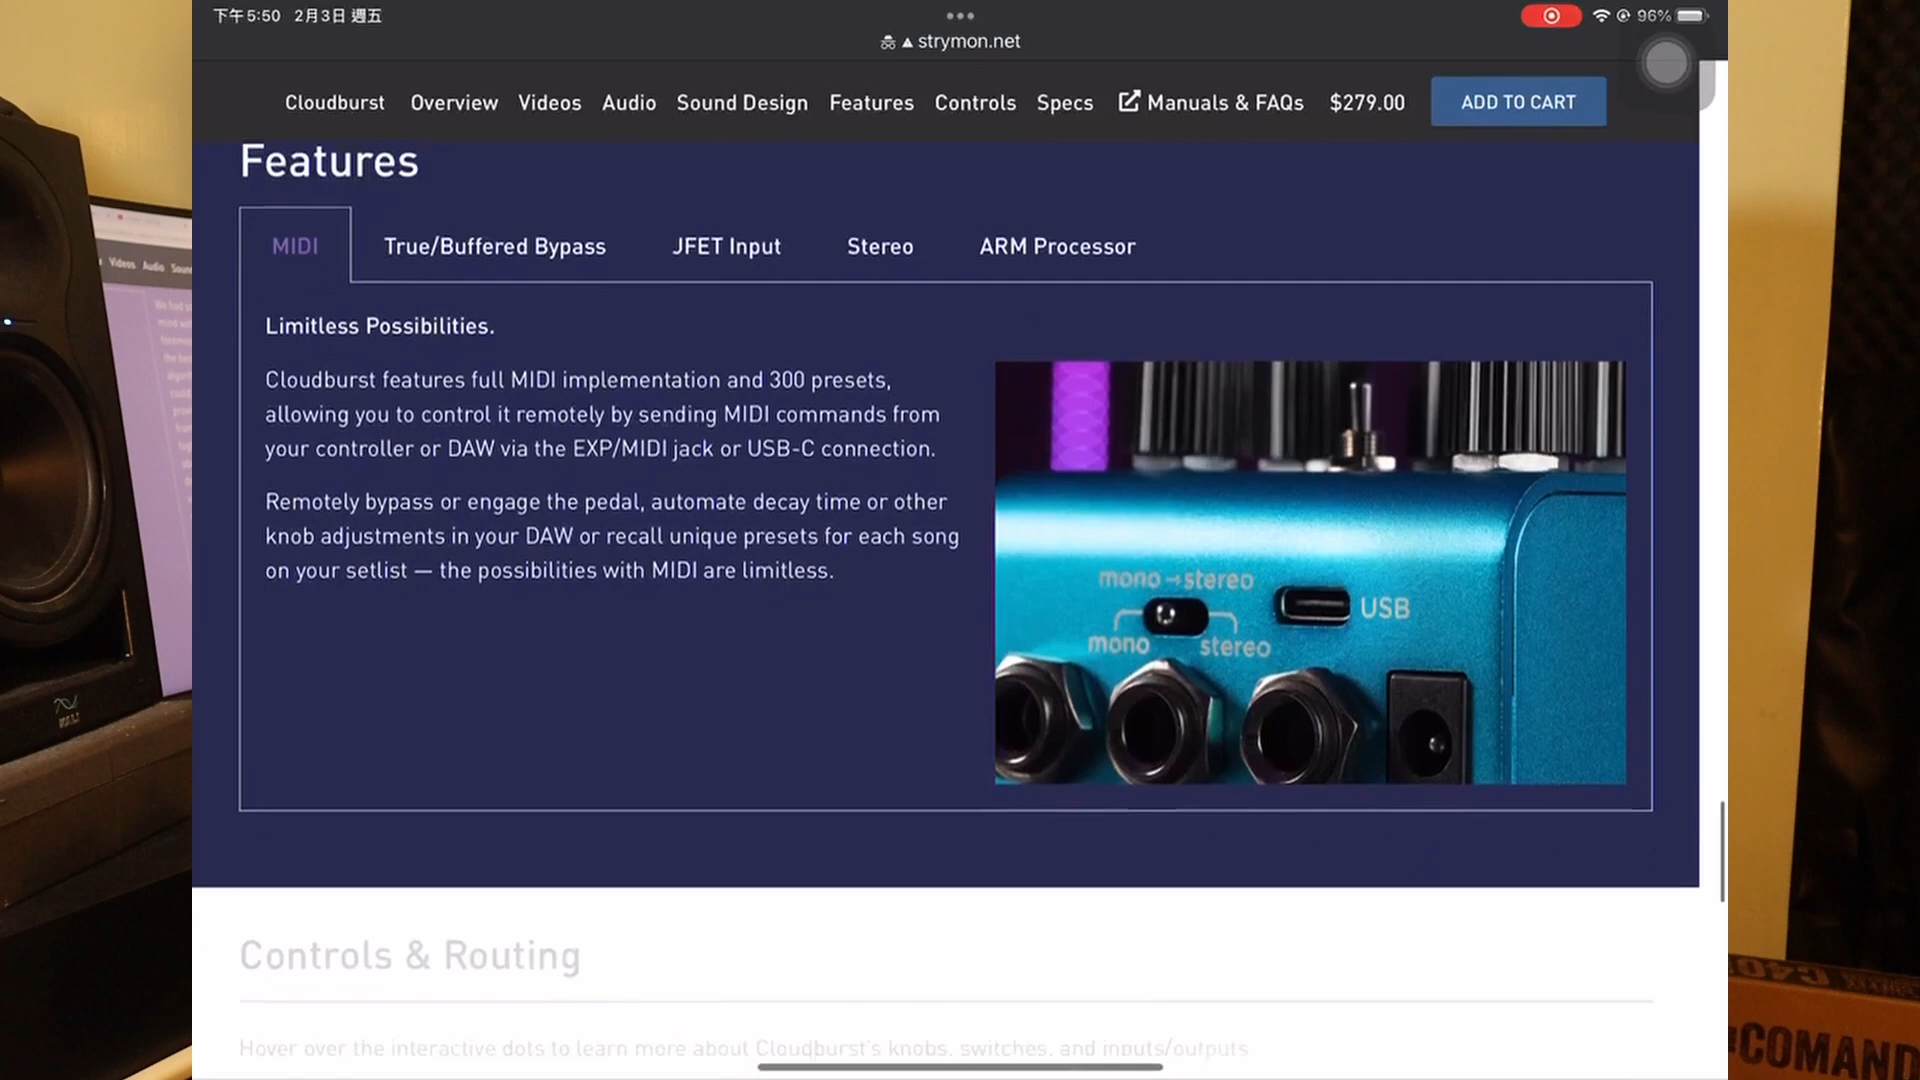 下午5:50 2月3日 週五
96%
strymon.net
Cloudburst Overview Videos Audio Sound Design Features Controls Specs Manuals & FAQs $279.00 ADD TO CART
Features
MIDI True/Buffered Bypass JFET Input Stereo ARM Processor
Limitless Possibilities.
Cloudburst features full MIDI implementation and 300 presets,
allowing you to control it remotely by sending MIDI commands from
your controller or DAW via the EXP/MIDI jack or USB-C connection.
Remotely bypass or engage the pedal, automate decay time or other
knob adjustments in your DAW or recall unique presets for each song
on your setlist — the possibilities with MIDI are limitless.
mono→stereo
USB
mono stereo
Controls & Routing
Hover over the interactive dots to learn more about Cloudburst's knobs, switches, and inputs/outputs
Videos Audio
COMAND